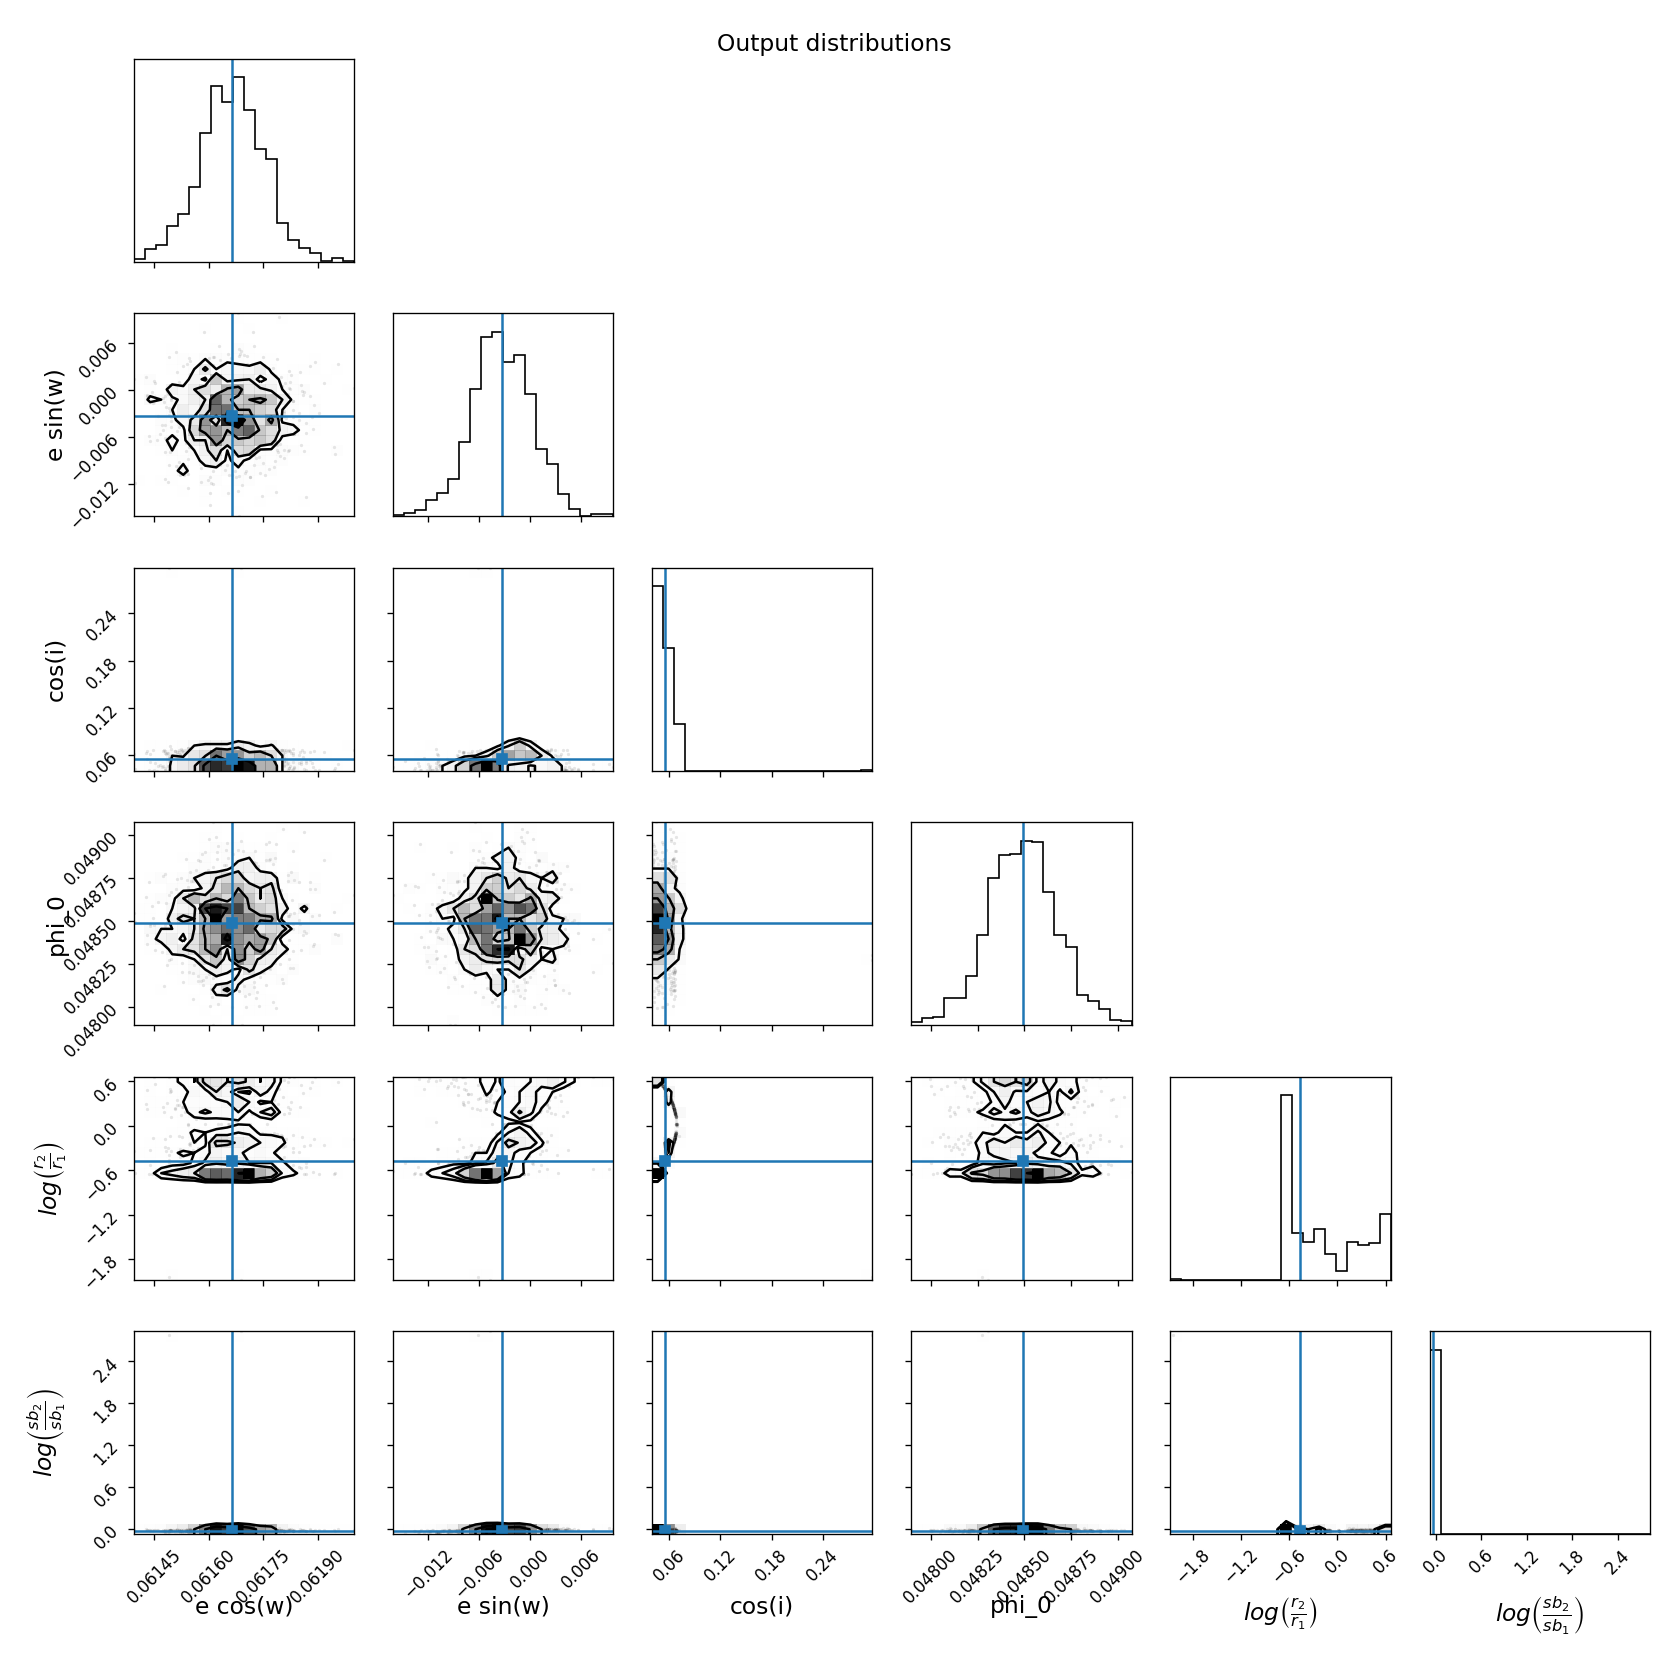 Output distributions
e sin(w)
0.006
0.000
−0.006
−0.012
cos(i)
0.24
0.18
0.12
0.06
phi_0
0.04900
0.04875
0.04850
0.04825
0.04800
log(r2/r1)
0.6
0.0
−0.6
−1.2
−1.8
log(sb2/sb1)
2.4
1.8
1.2
0.6
0.0
0.06145 0.06160 0.06175 0.06190 −0.012 −0.006 0.000 0.006 0.06 0.12 0.18 0.24 0.04800 0.04825 0.04850 0.04875 0.04900 −1.8 −1.2 −0.6 0.0 0.6 0.0 0.6 1.2 1.8 2.4
e cos(w) e sin(w) cos(i) phi_0 log(r2/r1) log(sb2/sb1)